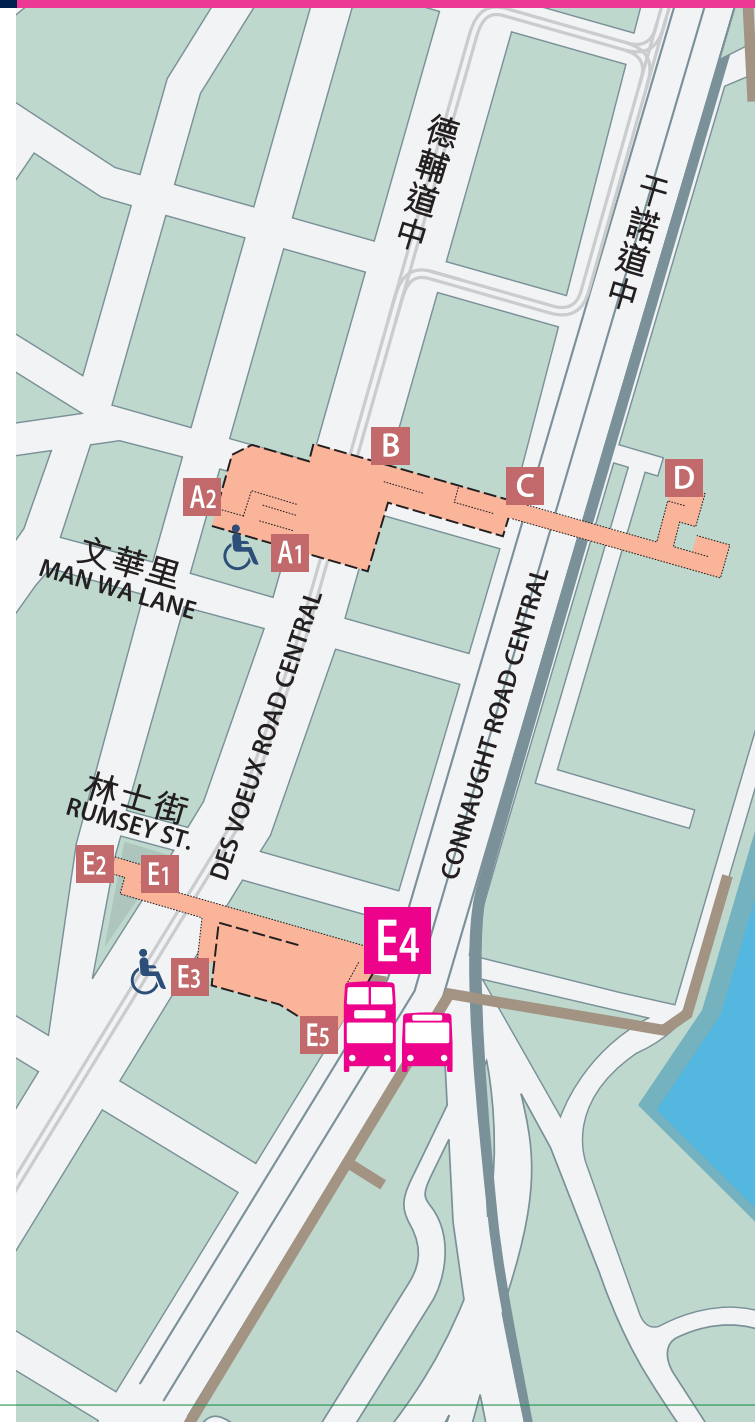 德輔道中
干諾道中
B
D
C
A2
A1
文華里
MAN WA LANE
DES VOEUX ROAD CENTRAL
CONNAUGHT ROAD CENTRAL
林士街
RUMSEY ST.
E2
E1
E4
E3
E5